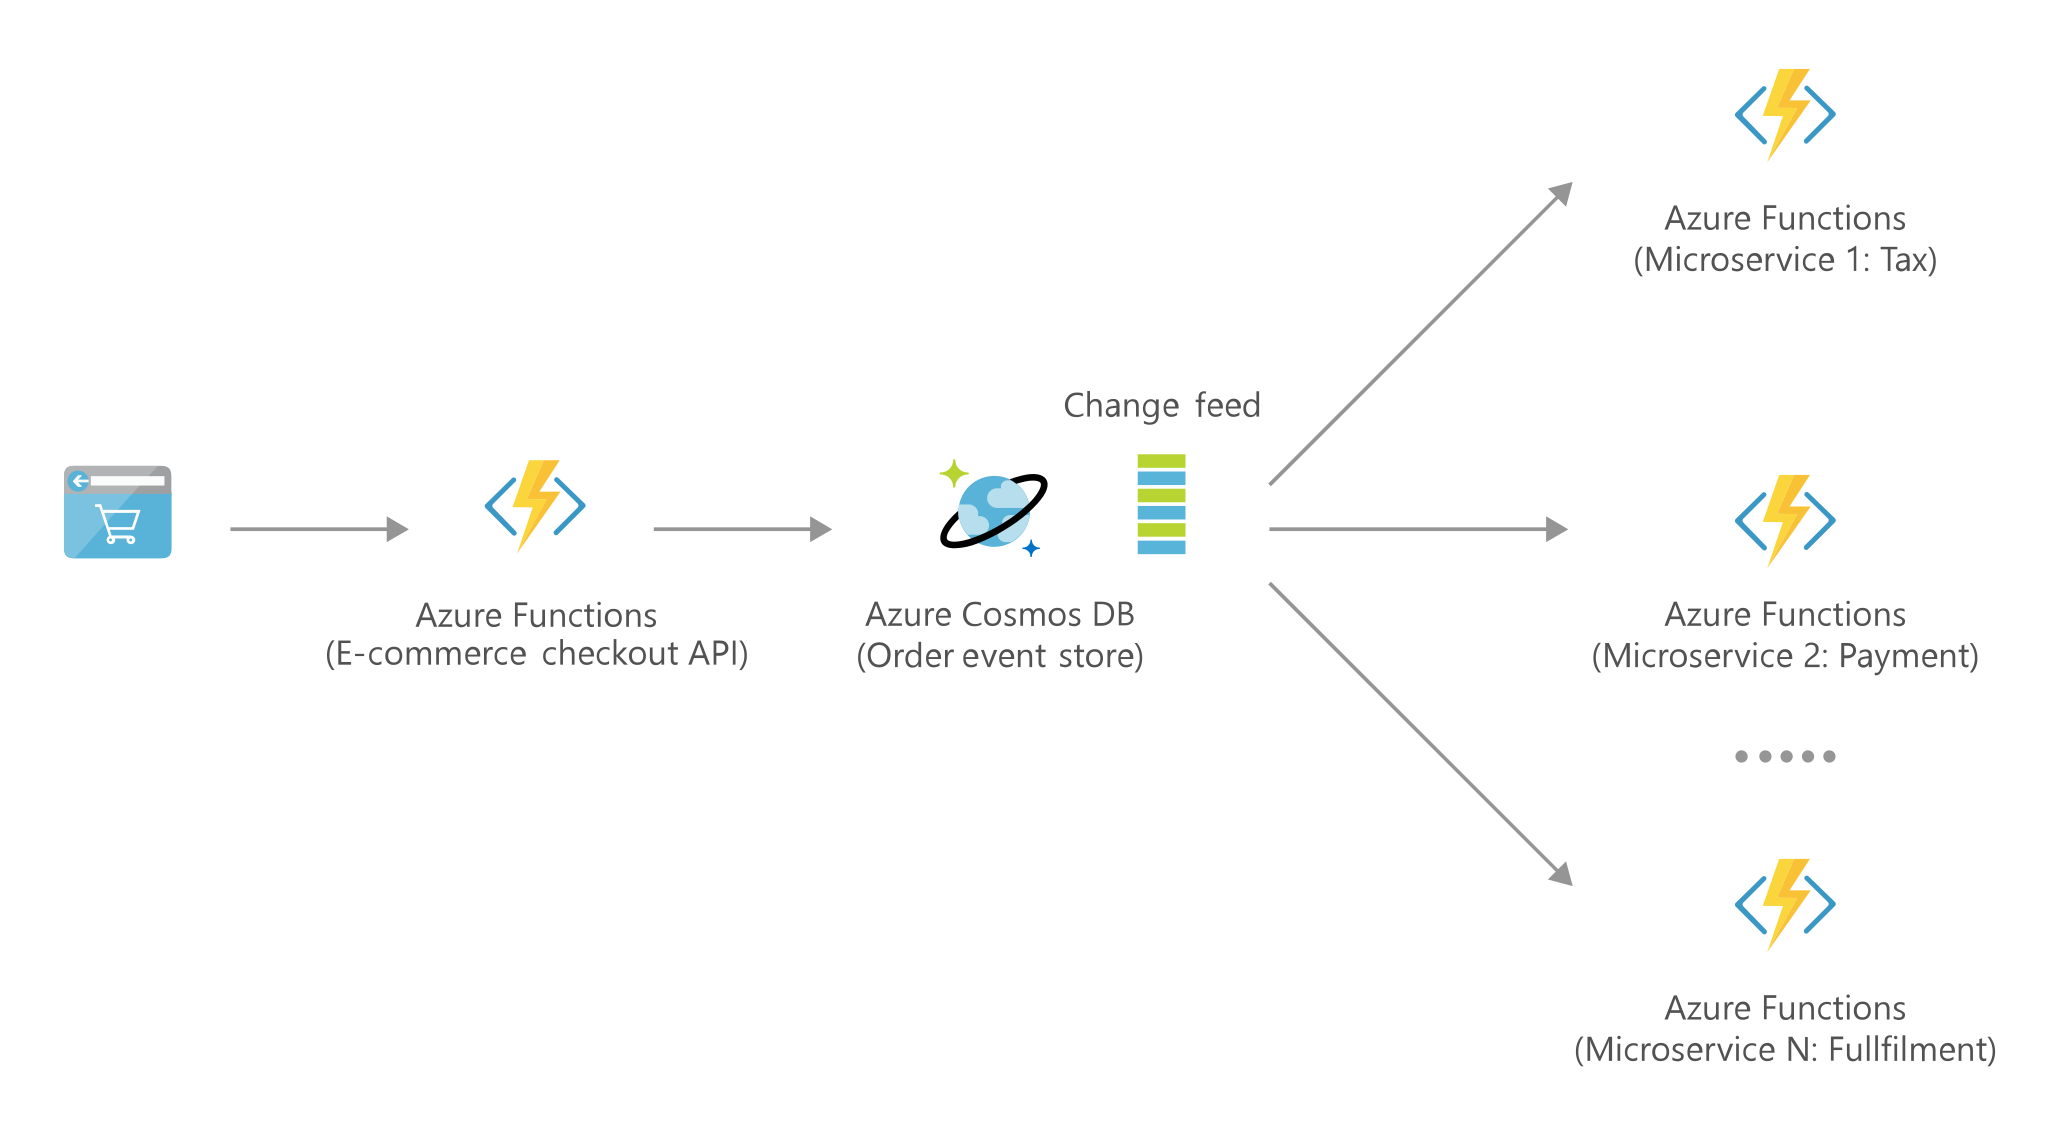 Azure Functions
(Microservice 1: Tax)
Change feed
Azure Functions
(E-commerce checkout API)
Azure Cosmos DB
(Order event store)
Azure Functions
(Microservice 2: Payment)
Azure Functions
(Microservice N: Fullfilment)